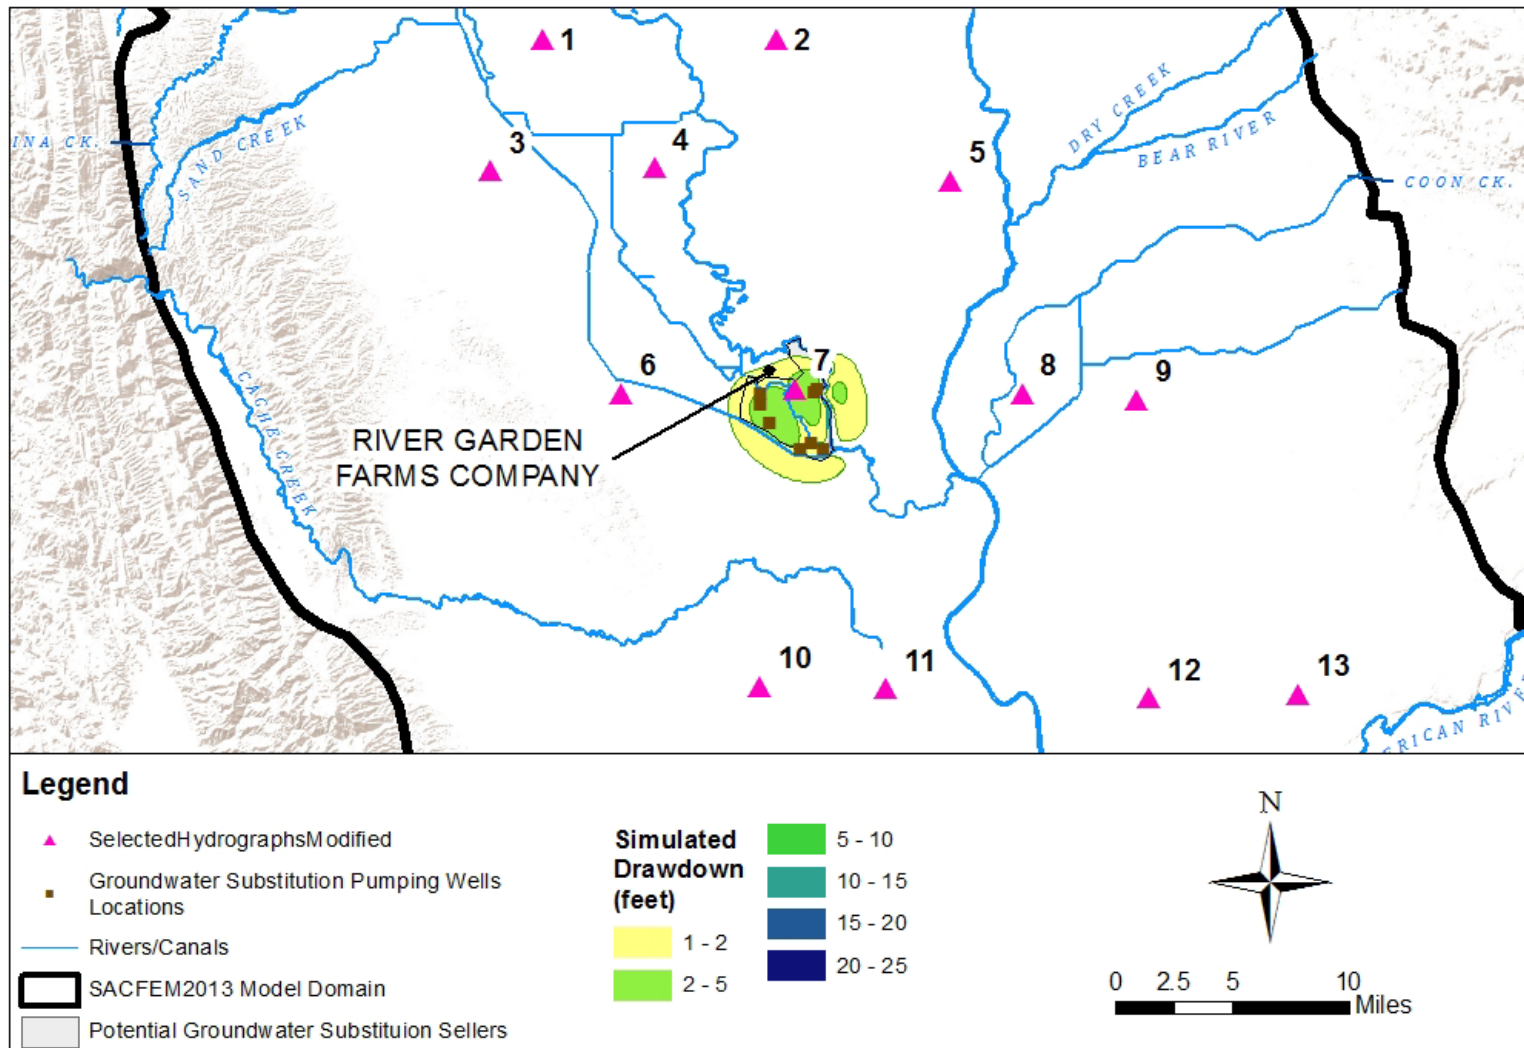 1
2
3
4
5
DRY CREEK
BEAR RIVER
INA CK.
SAND CREEK
COON CK.
6
7
8
9
CACHE CREEK
RIVER GARDEN
FARMS COMPANY
10
11
12
13
ERICAN RIVE
Legend
SelectedHydrographsModified
Groundwater Substitution Pumping Wells
Locations
Rivers/Canals
SACFEM2013 Model Domain
Potential Groundwater Substituion Sellers
Simulated
Drawdown
(feet)
1 - 2
2 - 5
5 - 10
10 - 15
15 - 20
20 - 25
N
0 2.5 5 10
Miles